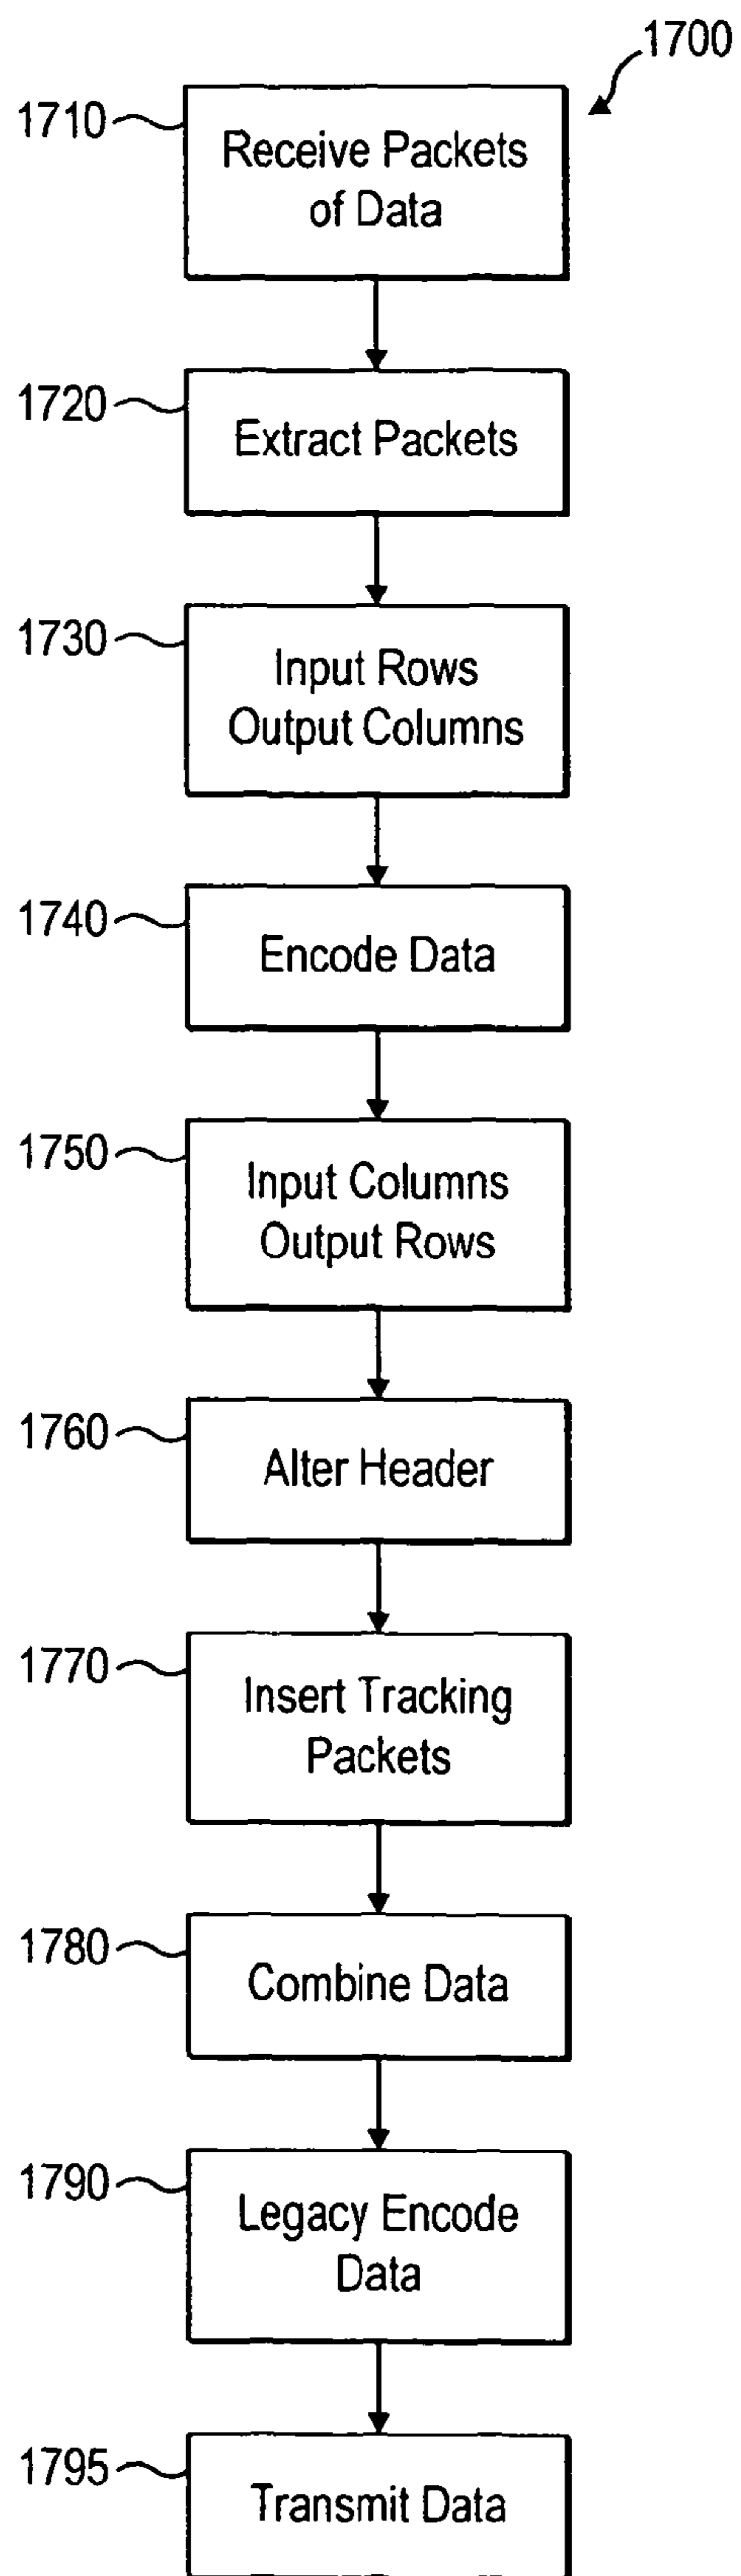 1700
1710
Receive Packets
of Data
1720
Extract Packets
1730
Input Rows
Output Columns
1740
Encode Data
1750
Input Columns
Output Rows
1760
Alter Header
1770
Insert Tracking
Packets
1780
Combine Data
1790
Legacy Encode
Data
1795
Transmit Data